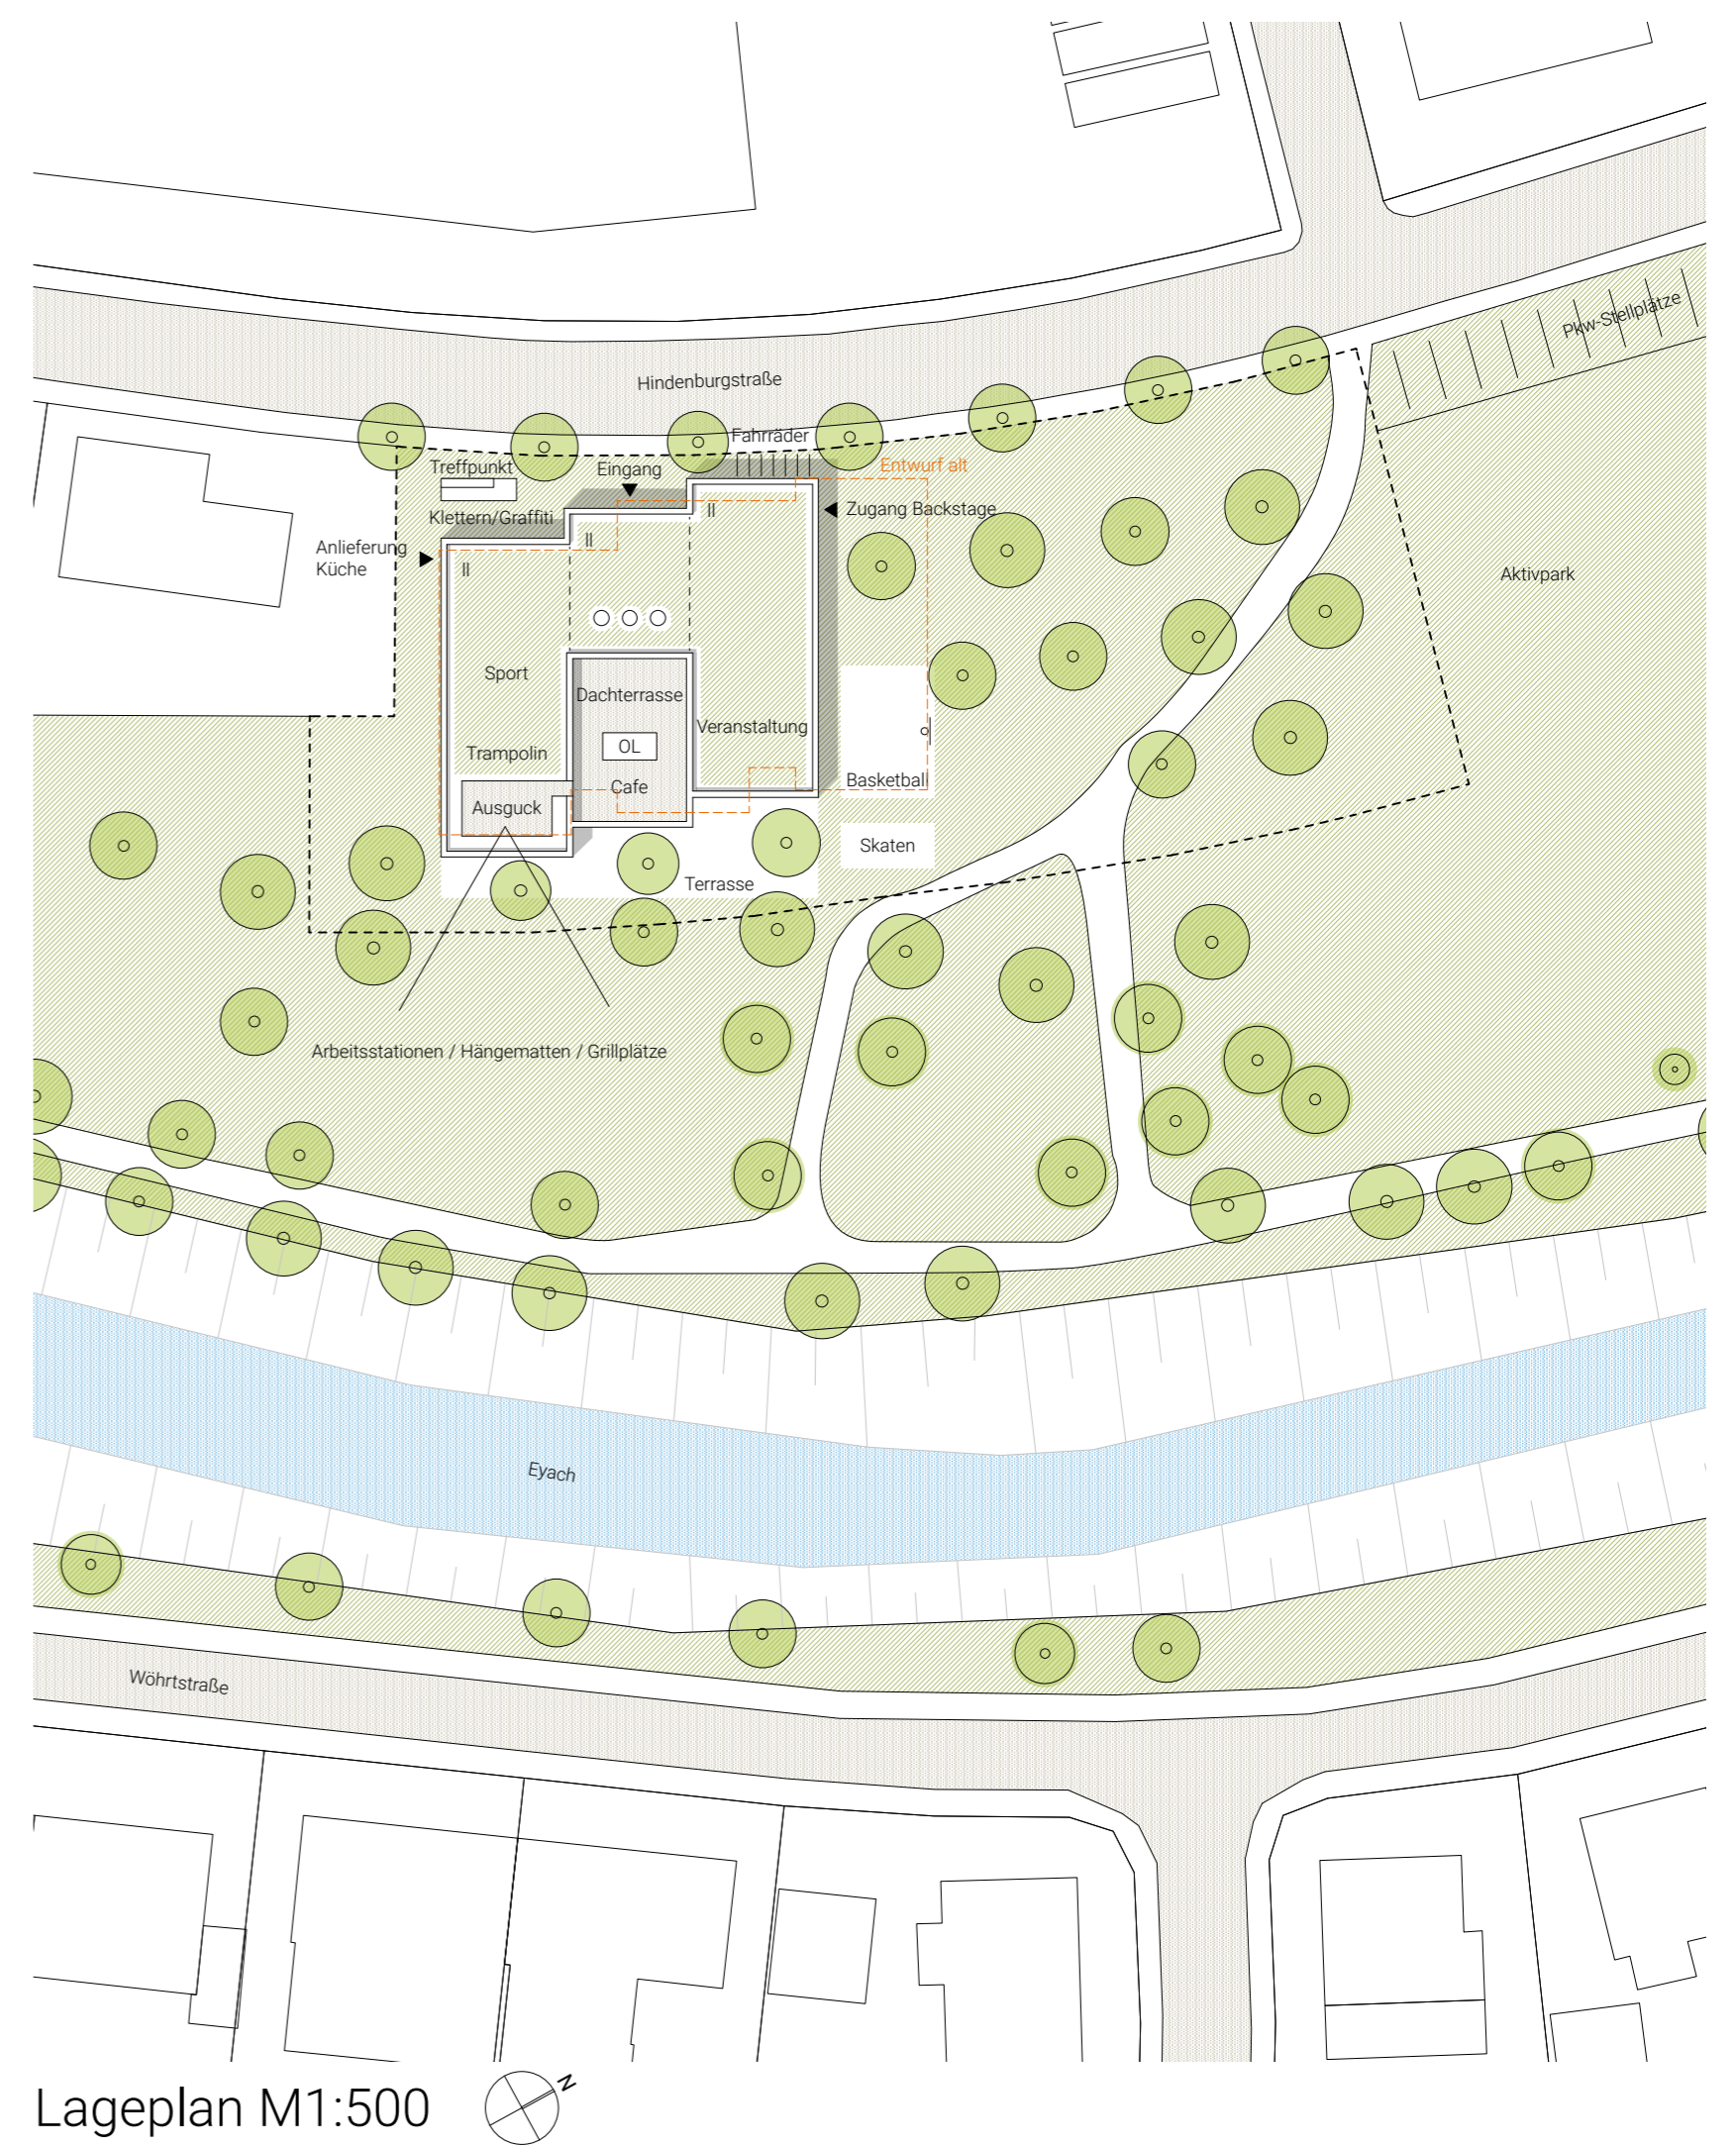 Pkw-Stellplätze
Hindenburgstraße
Fahrräder
Treffpunkt
Eingang
Entwurf alt
Klettern/Graffiti
II
Zugang Backstage
Anlieferung
Küche
II
II
Aktivpark
Sport
Dachterrasse
Veranstaltung
Trampolin
OL
Cafe
Basketball
Ausguck
Skaten
Terrasse
Arbeitsstationen / Hängematten / Grillplätze
Eyach
Wöhrtstraße
Lageplan M1:500
N